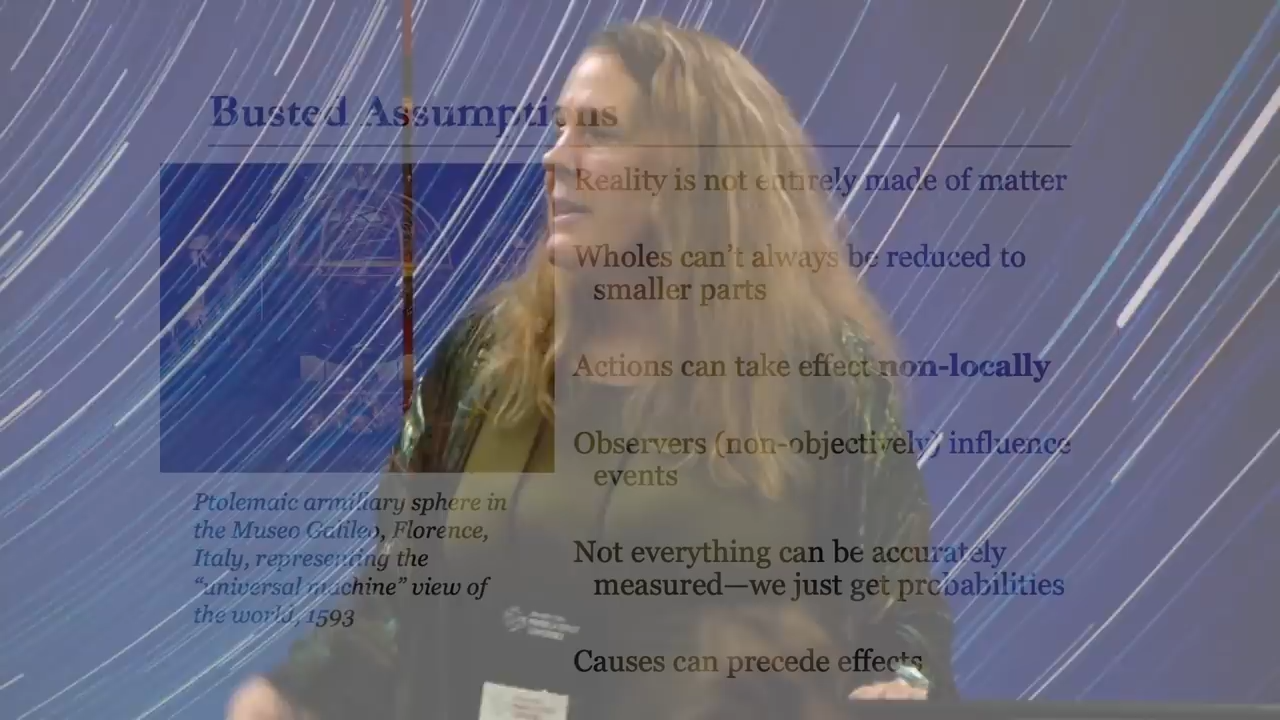 Busted Assumptions
Reality is not entirely made of matter
Wholes can't always be reduced to
smaller parts
Actions can take effect non-locally
Observers (non-objectively) influence
events
Ptolemaic armillary sphere in
the Museo Galileo, Florence,
Italy, representing the
"universal machine" view of
the world, 1593
Not everything can be accurately
measured—we just get probabilities
Causes can precede effects